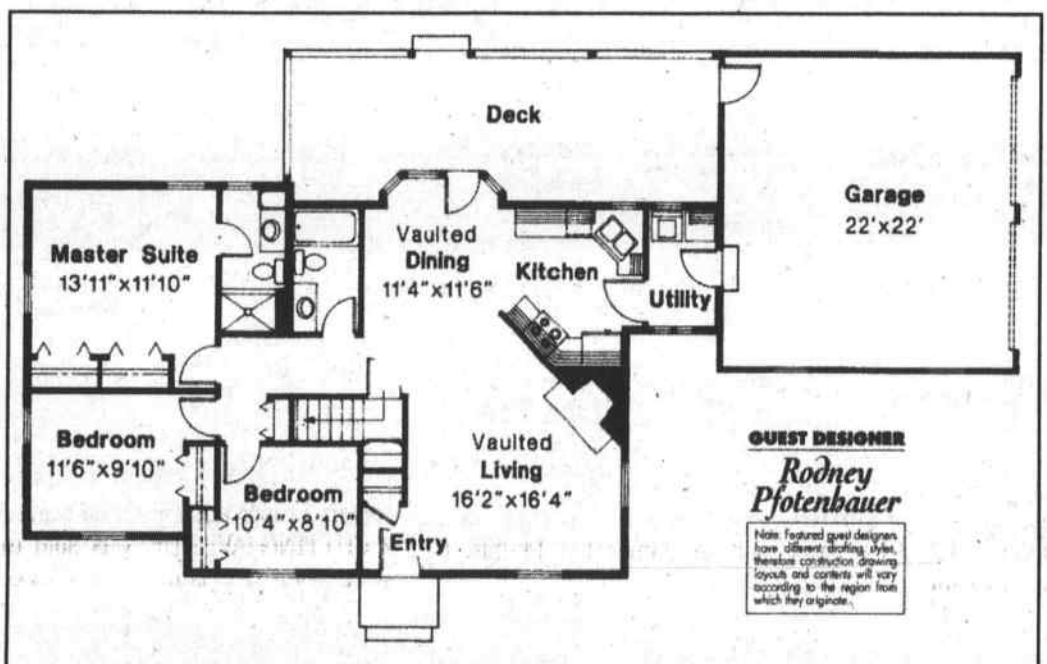 Deck
Garage
22'x22'
Master Suite
13'11"x11'10"
Vaulted
Dining
11'4"x11'6"
Kitchen
Utility
Bedroom
11'6"x9'10"
Bedroom
10'4"x8'10"
Vaulted
Living
16'2"x16'4"
Entry
GUEST DESIGNER
Rodney
Pfotenhauer
Note: Featured guest designers
have different drafting styles,
therefore construction drawing
layouts and contents will vary
according to the region from
which they originate.